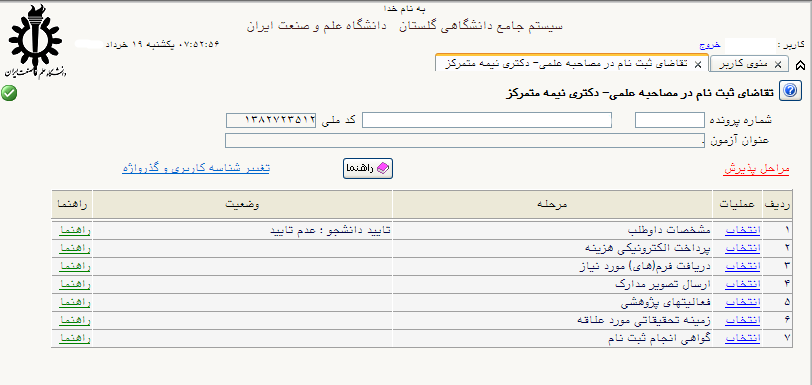 به نام خدا
سیستم جامع دانشگاهی گلستان دانشگاه علم و صنعت ایران
کاربر : خروج
۰۷:۵۲:۵۶ یکشنبه ۱۹ خرداد
دانشگاه علم و صنعت ایران
منوی کاربر
تقاضای ثبت نام در مصاحبه علمی- دکتری نیمه متمرکز
تقاضای ثبت نام در مصاحبه علمی- دکتری نیمه متمرکز
شماره پرونده کد ملی ۱۳۸۲۷۲۳۵۱۲
عنوان آزمون .
مراحل پذیرش راهنما تغییر شناسه کاربری و گذرواژه
ردیف عملیات مرحله وضعیت راهنما
۱ انتخاب مشخصات داوطلب تایید دانشجو : عدم تایید راهنما
۲ انتخاب پرداخت الکترونیکی هزینه راهنما
۳ انتخاب دریافت فرم(های) مورد نیاز راهنما
۴ انتخاب ارسال تصویر مدارک راهنما
۵ انتخاب فعالیتهای پژوهشی راهنما
۶ انتخاب زمینه تحقیقاتی مورد علاقه راهنما
۷ انتخاب گواهی انجام ثبت نام راهنما